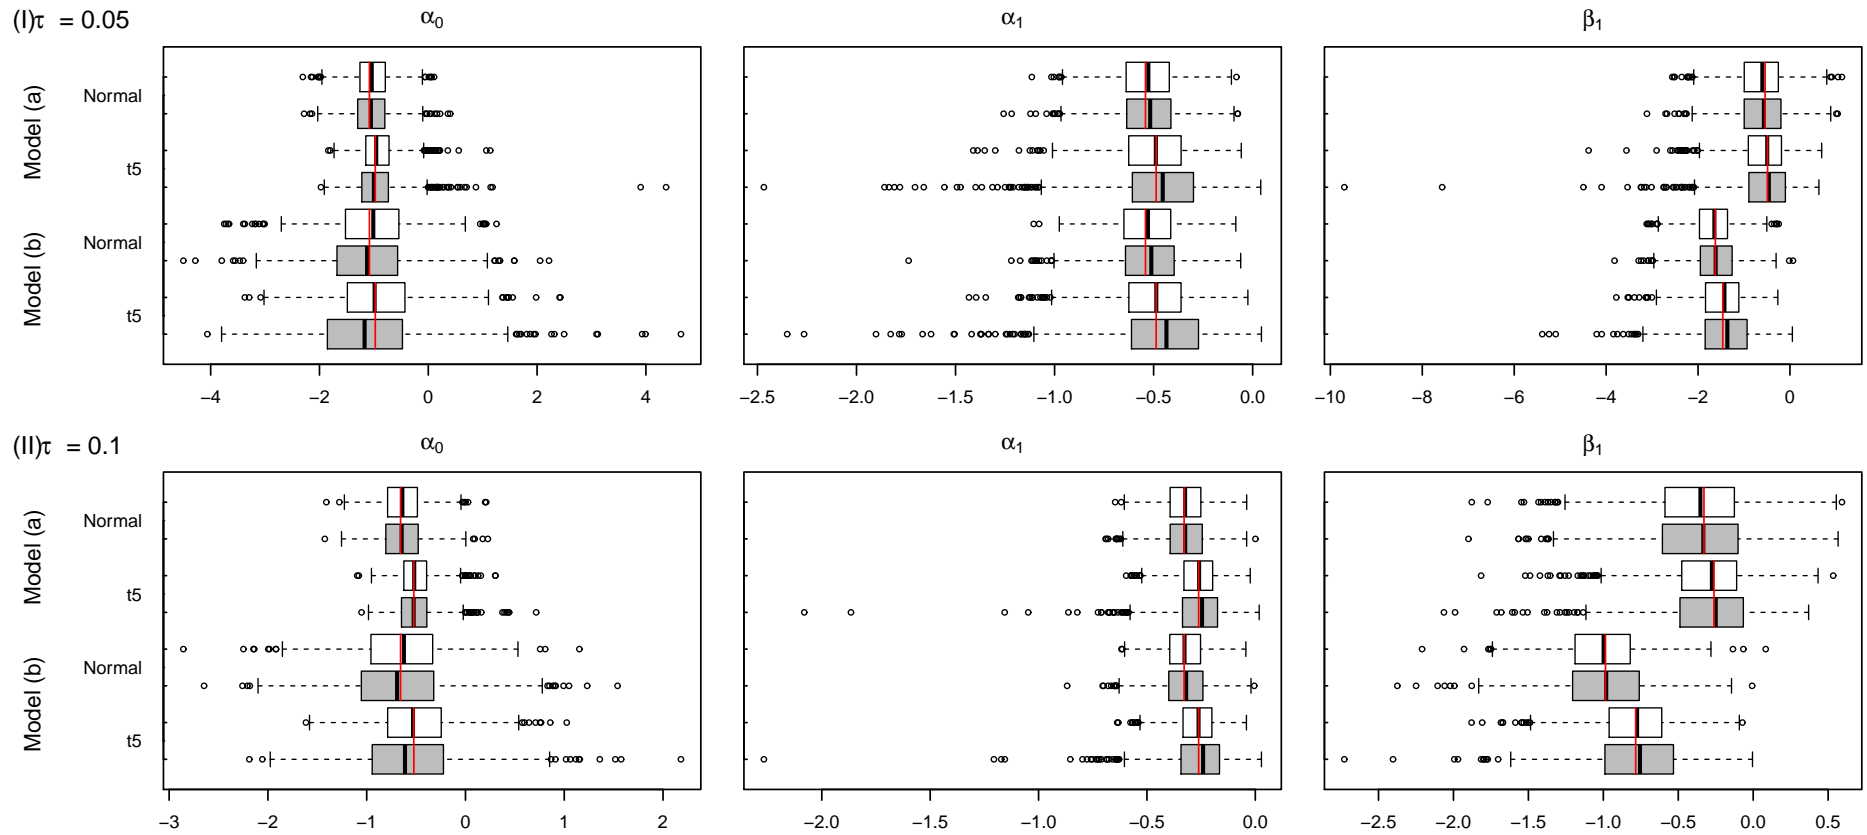 (I)τ = 0.05 α0 α1 β1
Model (a)
Normal
t5
Model (b)
Normal
t5
−4 −2 0 2 4
−2.5 −2.0 −1.5 −1.0 −0.5 0.0
−10 −8 −6 −4 −2 0
(II)τ = 0.1 α0 α1 β1
Model (a)
Normal
t5
Model (b)
Normal
t5
−3 −2 −1 0 1 2
−2.0 −1.5 −1.0 −0.5 0.0
−2.5 −2.0 −1.5 −1.0 −0.5 0.0 0.5